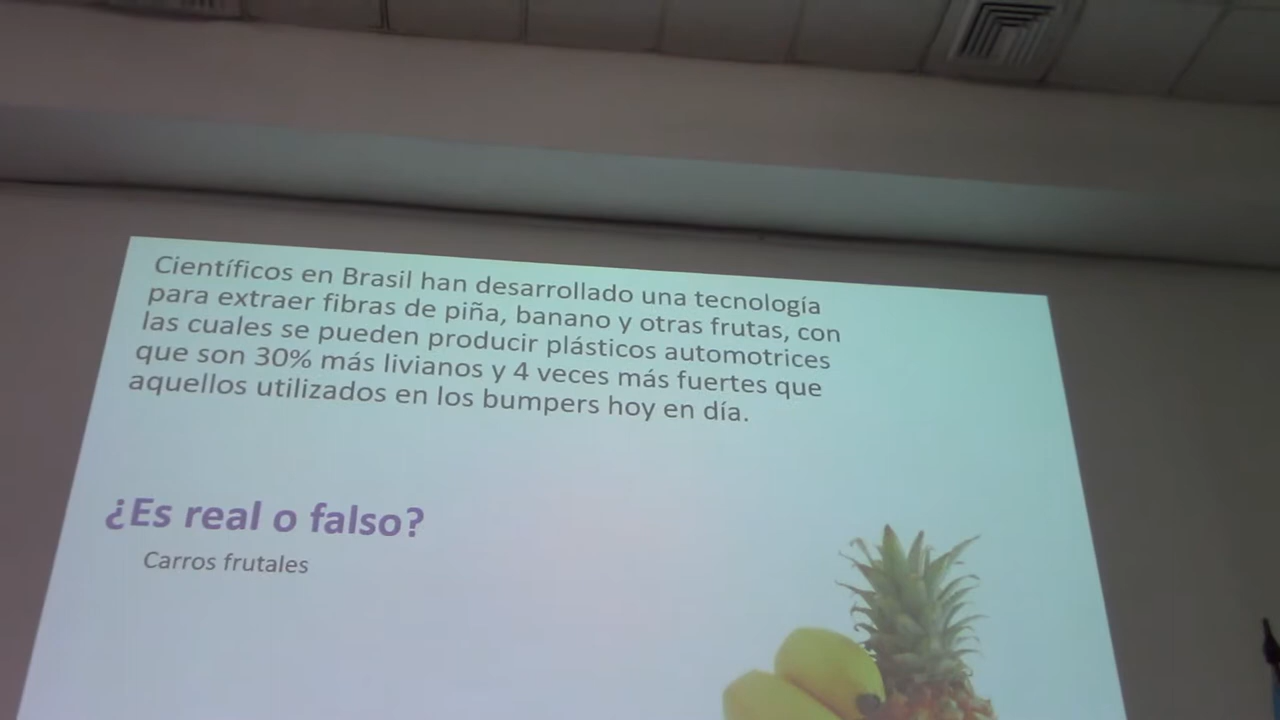 Científicos en Brasil han desarrollado una tecnología
para extraer fibras de piña, banano y otras frutas, con
las cuales se pueden producir plásticos automotrices
que son 30% más livianos y 4 veces más fuertes que
aquellos utilizados en los bumpers hoy en día.
¿Es real o falso?
Carros frutales